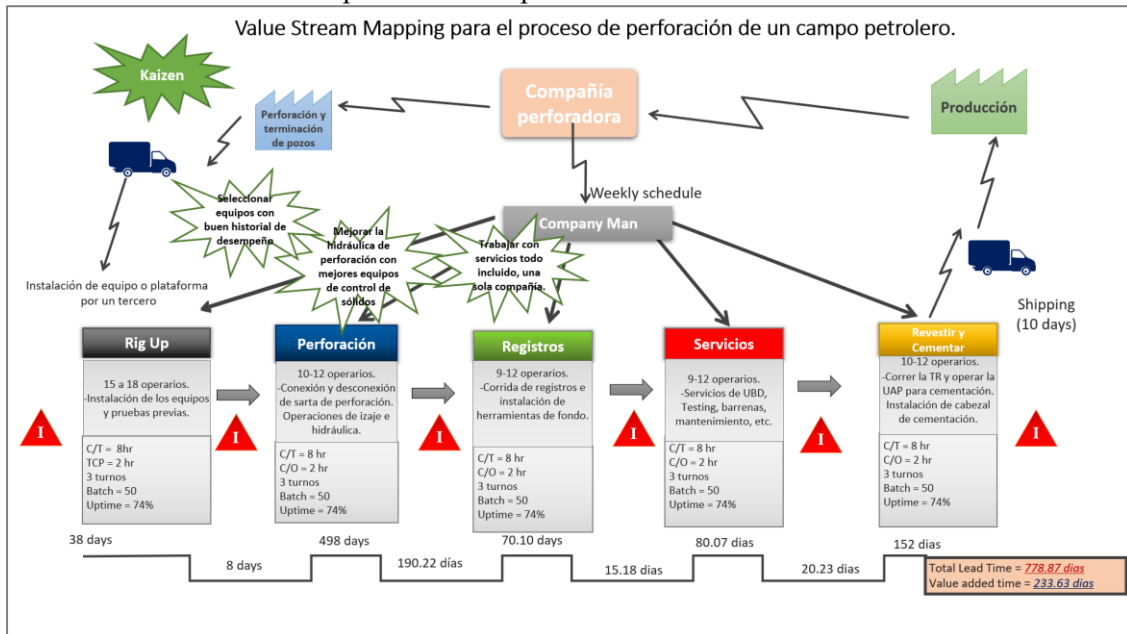 Value Stream Mapping para el proceso de perforación de un campo petrolero.
Kaizen
Perforación y
terminación
de pozos
Compañía
perforadora
Producción
Seleccionar
equipos con
buen historial de
desempeño
Mejorar la
hidráulica de
perforación con
mejores equipos
de control de
sólidos
Trabajar con
servicios todo
incluido, una
sola compañía.
Weekly schedule
Company Man
Instalación de equipo o plataforma
por un tercero
Shipping
(10 days)
Rig Up
15 a 18 operarios.
-Instalación de los equipos
y pruebas previas.
C/T = 8hr
TCP = 2 hr
3 turnos
Batch = 50
Uptime = 74%
Perforación
10-12 operarios.
-Conexión y desconexión
de sarta de perforación.
Operaciones de izaje e
hidráulica.
C/T = 8 hr
C/O = 2 hr
3 turnos
Batch = 50
Uptime = 74%
Registros
9-12 operarios.
-Corrida de registros e
instalación de
herramientas de fondo.
C/T = 8 hr
C/O = 2 hr
3 turnos
Batch = 50
Uptime = 74%
Servicios
9-12 operarios.
-Servicios de UBD,
Testing, barrenas,
mantenimiento, etc.
C/T = 8 hr
C/O = 2 hr
3 turnos
Batch = 50
Uptime = 74%
Revestir y
Cementar
10-12 operarios.
-Correr la TR y operar la
UAP para cementación.
Instalación de cabezal
de cementación.
C/T = 8 hr
C/O = 2 hr
3 turnos
Batch = 50
Uptime = 74%
I
I
I
I
I
I
38 days
8 days
498 days
190.22 días
70.10 days
15.18 dias
80.07 dias
20.23 dias
152 dias
Total Lead Time = 778.87 dias
Value added time = 233.63 dias